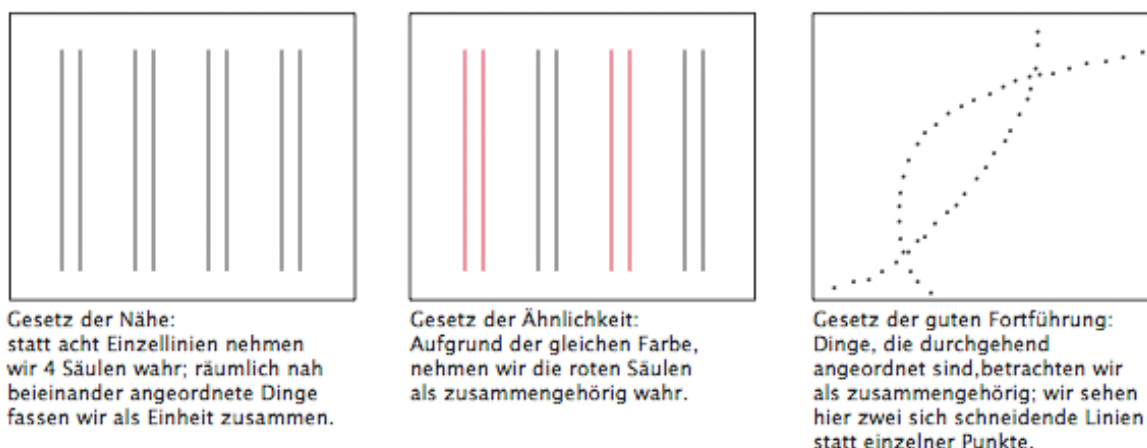 Gesetz der Nähe:
statt acht Einzellinien nehmen
wir 4 Säulen wahr; räumlich nah
beieinander angeordnete Dinge
fassen wir als Einheit zusammen.
Gesetz der Ähnlichkeit:
Aufgrund der gleichen Farbe,
nehmen wir die roten Säulen
als zusammengehörig wahr.
Gesetz der guten Fortführung:
Dinge, die durchgehend
angeordnet sind,betrachten wir
als zusammengehörig; wir sehen
hier zwei sich schneidende Linien
statt einzelner Punkte.